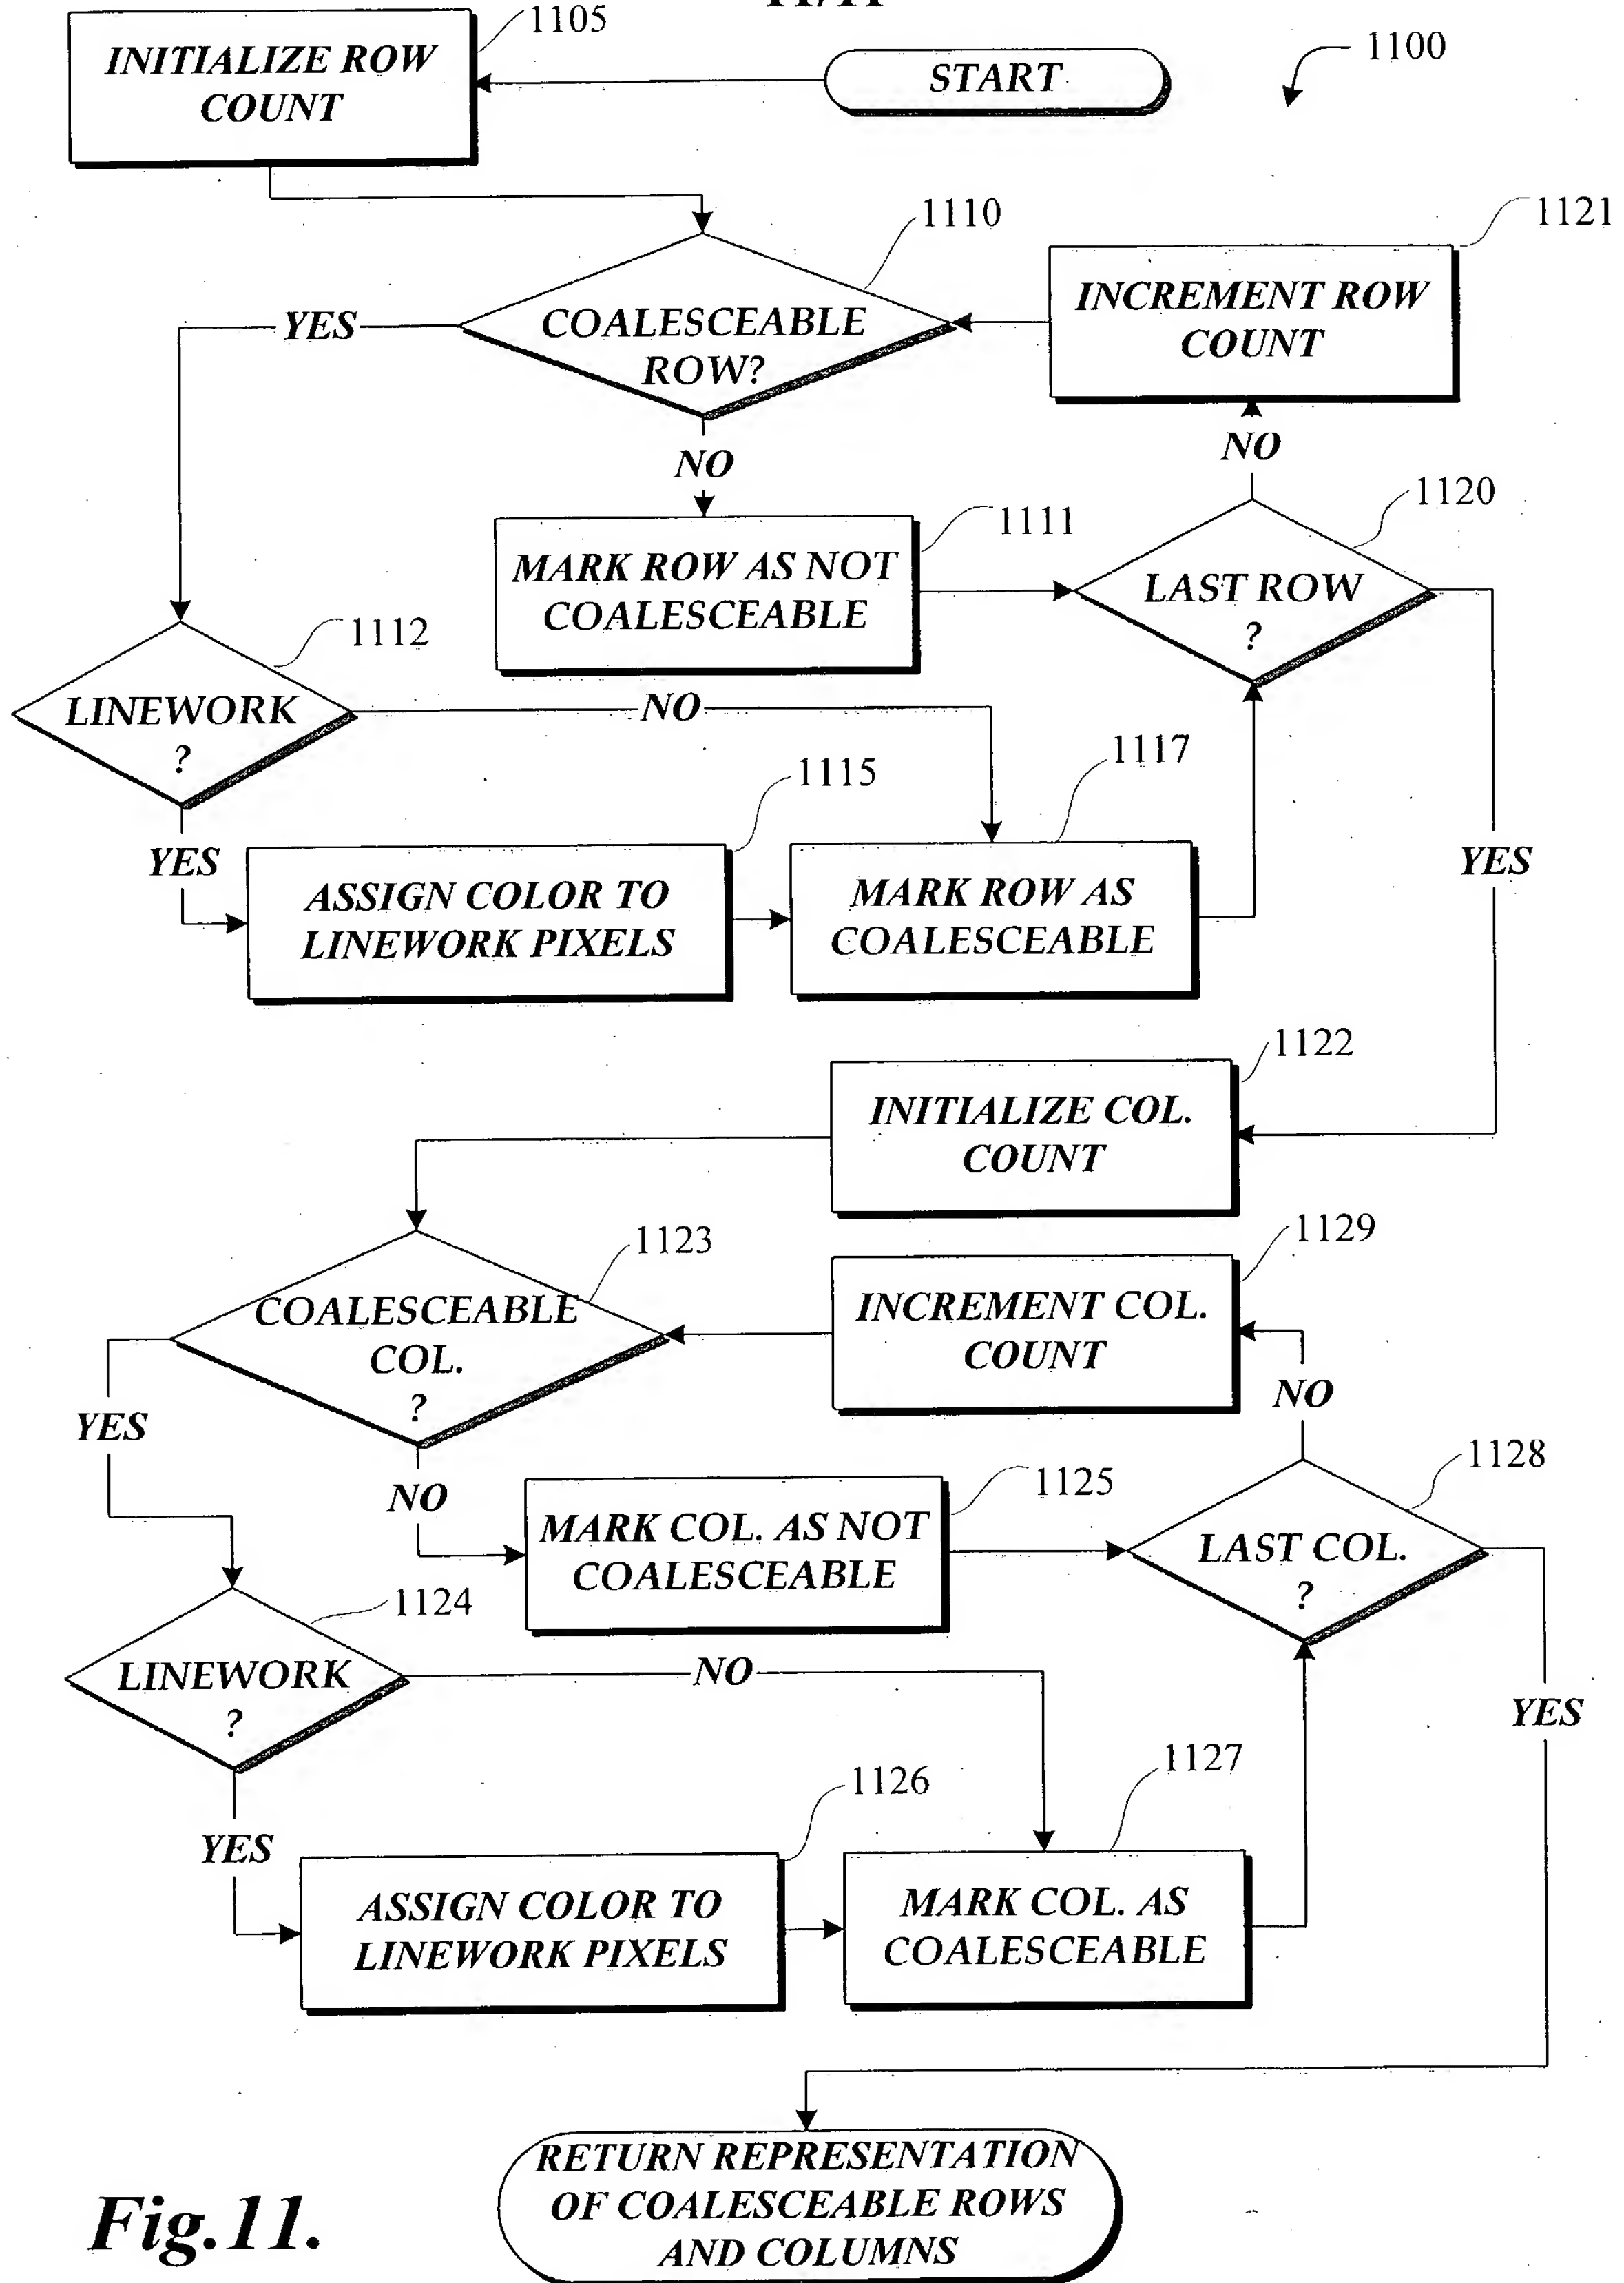 1105
INITIALIZE ROW
COUNT
START
1100
1110
1121
COALESCEABLE
ROW?
YES
INCREMENT ROW
COUNT
NO
NO
1111
1120
MARK ROW AS NOT
COALESCEABLE
LAST ROW
?
1112
LINEWORK
?
NO
1115
1117
YES
YES
ASSIGN COLOR TO
LINEWORK PIXELS
MARK ROW AS
COALESCEABLE
1122
INITIALIZE COL.
COUNT
1123
1129
COALESCEABLE
COL.
?
INCREMENT COL.
COUNT
YES
NO
NO
1125
1128
MARK COL. AS NOT
COALESCEABLE
LAST COL.
?
1124
LINEWORK
?
NO
YES
1126
1127
YES
ASSIGN COLOR TO
LINEWORK PIXELS
MARK COL. AS
COALESCEABLE
RETURN REPRESENTATION
OF COALESCEABLE ROWS
AND COLUMNS
Fig.11.